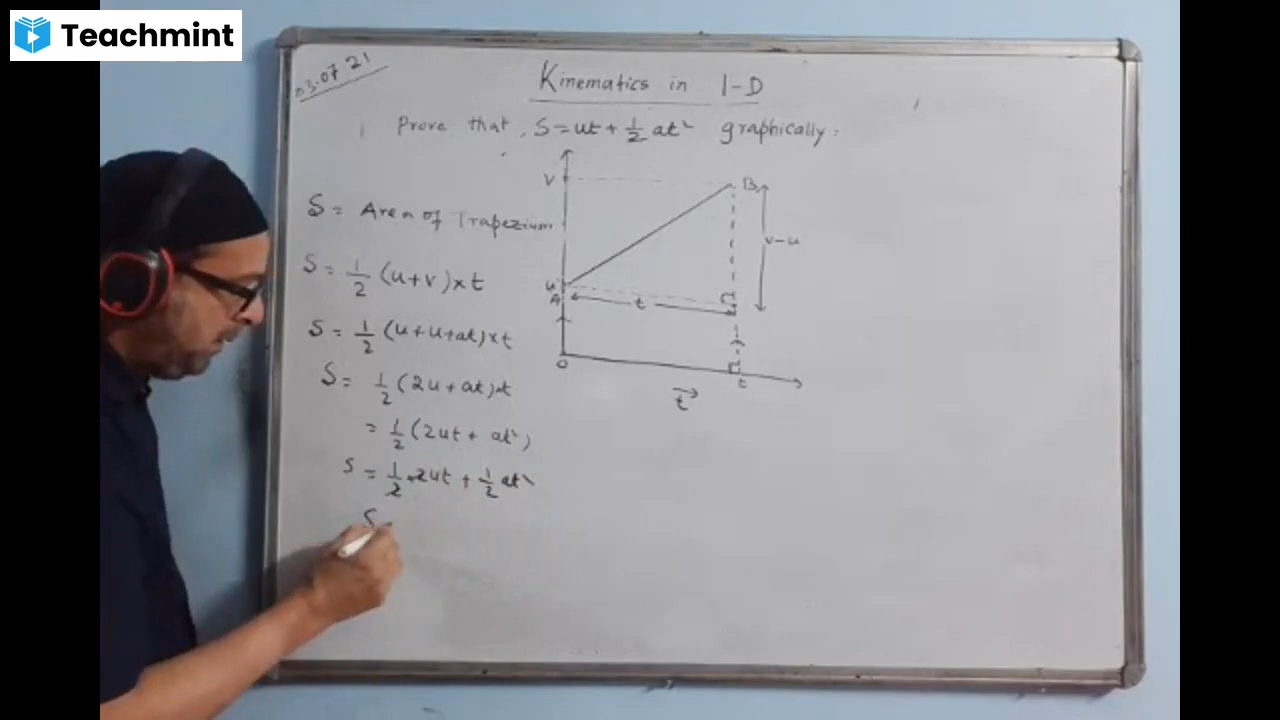 Teachmint
03.07.21
Kinematics in 1-D
Prove that, S = ut + 1/2 at² graphically:
V
B
S = Area of Trapezium
V-u
S = 1/2 (u+v)×t
u
A
t
S = 1/2 (u+u+at)×t
O
t
S = 1/2 (2u+at)×t
t
= 1/2 (2ut + at²)
S = 1/2 × 2ut + 1/2 at²
S =